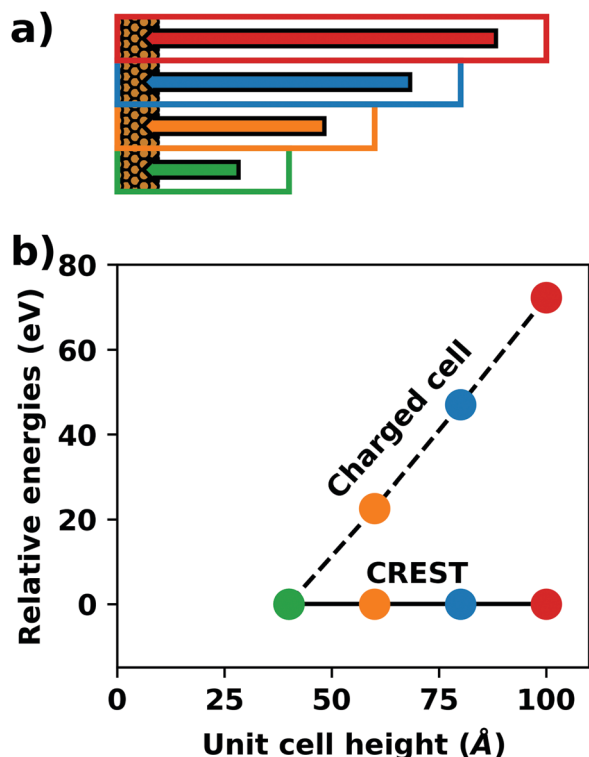 a)
b)
80
60
40
20
0
Relative energies (eV)
Charged cell
CREST
0 25 50 75 100
Unit cell height (Å)